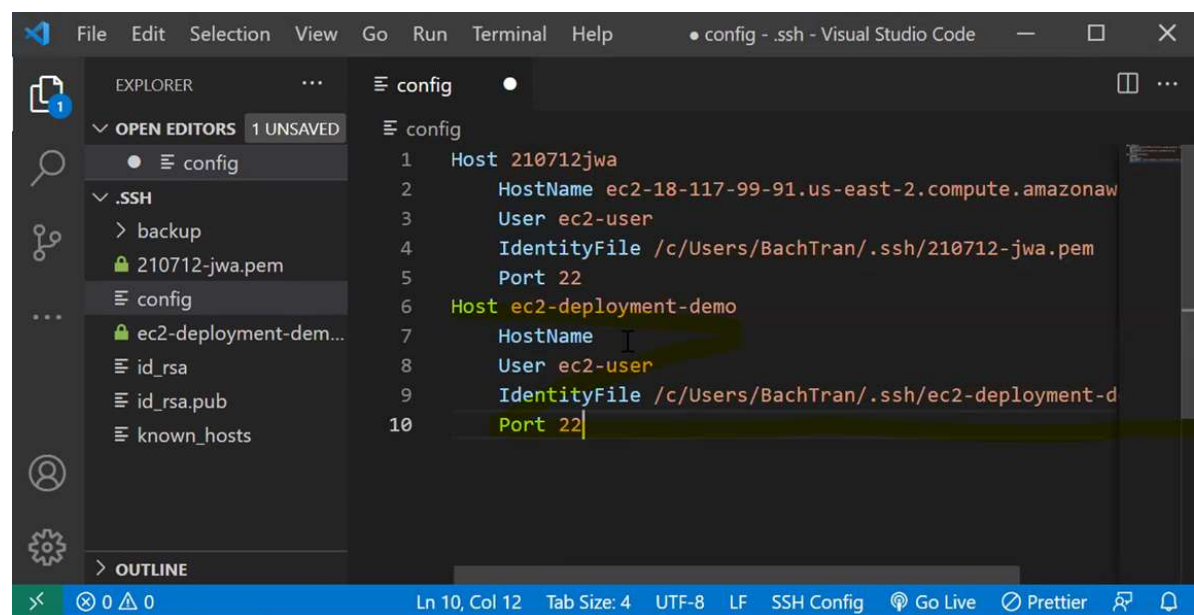 File Edit Selection View Go Run Terminal Help ● config - .ssh - Visual Studio Code
EXPLORER
OPEN EDITORS 1 UNSAVED
config
.SSH
backup
210712-jwa.pem
config
ec2-deployment-dem...
id_rsa
id_rsa.pub
known_hosts
OUTLINE
1
config
config
1 Host 210712jwa
2 HostName ec2-18-117-99-91.us-east-2.compute.amazonaw
3 User ec2-user
4 IdentityFile /c/Users/BachTran/.ssh/210712-jwa.pem
5 Port 22
6 Host ec2-deployment-demo
7 HostName
8 User ec2-user
9 IdentityFile /c/Users/BachTran/.ssh/ec2-deployment-d
10 Port 22
0 0 Ln 10, Col 12 Tab Size: 4 UTF-8 LF SSH Config Go Live Prettier